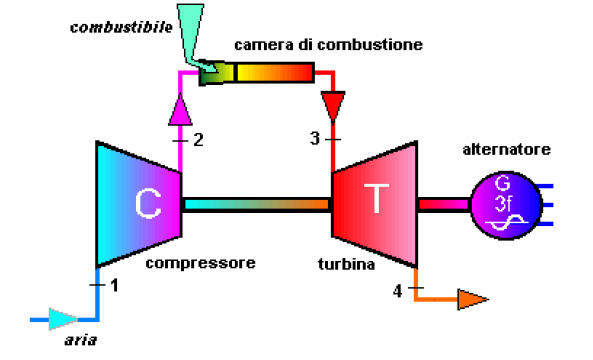 combustibile
camera di combustione
2
3
alternatore
C
T
G
3f
compressore
turbina
1
4
aria